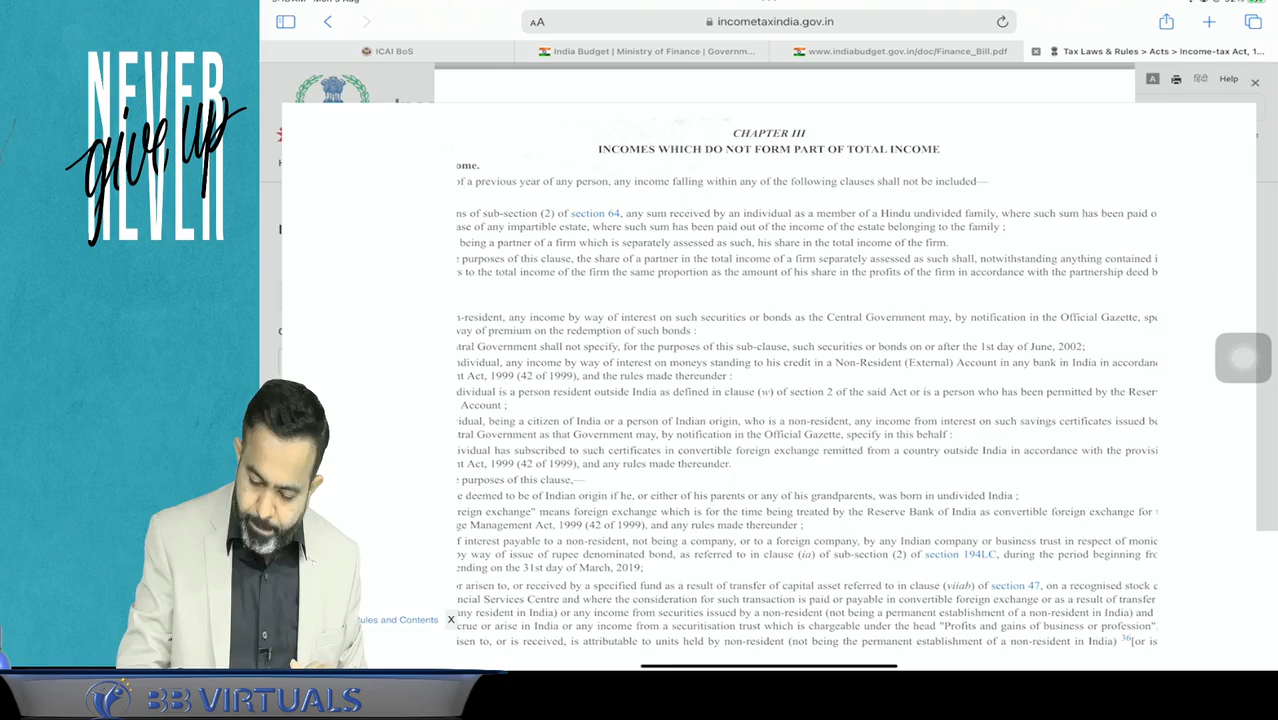 Mon 5 Aug
52%
AA
incometaxindia.gov.in
ICAI BoS
India Budget | Ministry of Finance | Governm...
www.indiabudget.gov.in/doc/Finance_Bill.pdf
Tax Laws & Rules > Acts > Income-tax Act, 1...
A
हिंदी
Help
NEVER
give up
NEVER
CHAPTER III
INCOMES WHICH DO NOT FORM PART OF TOTAL INCOME
ome.
of a previous year of any person, any income falling within any of the following clauses shall not be included—
ns of sub-section (2) of section 64, any sum received by an individual as a member of a Hindu undivided family, where such sum has been paid o
ase of any impartible estate, where such sum has been paid out of the income of the estate belonging to the family ;
being a partner of a firm which is separately assessed as such, his share in the total income of the firm.
e purposes of this clause, the share of a partner in the total income of a firm separately assessed as such shall, notwithstanding anything contained i
rs to the total income of the firm the same proportion as the amount of his share in the profits of the firm in accordance with the partnership deed b
n-resident, any income by way of interest on such securities or bonds as the Central Government may, by notification in the Official Gazette, spe
way of premium on the redemption of such bonds :
ntral Government shall not specify, for the purposes of this sub-clause, such securities or bonds on or after the 1st day of June, 2002;
ndividual, any income by way of interest on moneys standing to his credit in a Non-Resident (External) Account in any bank in India in accordanc
nt Act, 1999 (42 of 1999), and the rules made thereunder :
dividual is a person resident outside India as defined in clause (w) of section 2 of the said Act or is a person who has been permitted by the Reser
Account ;
vidual, being a citizen of India or a person of Indian origin, who is a non-resident, any income from interest on such savings certificates issued be
ntral Government as that Government may, by notification in the Official Gazette, specify in this behalf :
ividual has subscribed to such certificates in convertible foreign exchange remitted from a country outside India in accordance with the provisi
nt Act, 1999 (42 of 1999), and any rules made thereunder.
e purposes of this clause,—
e deemed to be of Indian origin if he, or either of his parents or any of his grandparents, was born in undivided India ;
reign exchange" means foreign exchange which is for the time being treated by the Reserve Bank of India as convertible foreign exchange for t
ge Management Act, 1999 (42 of 1999), and any rules made thereunder ;
f interest payable to a non-resident, not being a company, or to a foreign company, by any Indian company or business trust in respect of monie
by way of issue of rupee denominated bond, as referred to in clause (ia) of sub-section (2) of section 194LC, during the period beginning fro
ending on the 31st day of March, 2019;
or arisen to, or received by a specified fund as a result of transfer of capital asset referred to in clause (viiab) of section 47, on a recognised stock e
ncial Services Centre and where the consideration for such transaction is paid or payable in convertible foreign exchange or as a result of transfer
any resident in India) or any income from securities issued by a non-resident (not being a permanent establishment of a non-resident in India) and
crue or arise in India or any income from a securitisation trust which is chargeable under the head "Profits and gains of business or profession".
isen to, or is received, is attributable to units held by non-resident (not being the permanent establishment of a non-resident in India) 36[or is
Rules and Contents
X
BB VIRTUALS